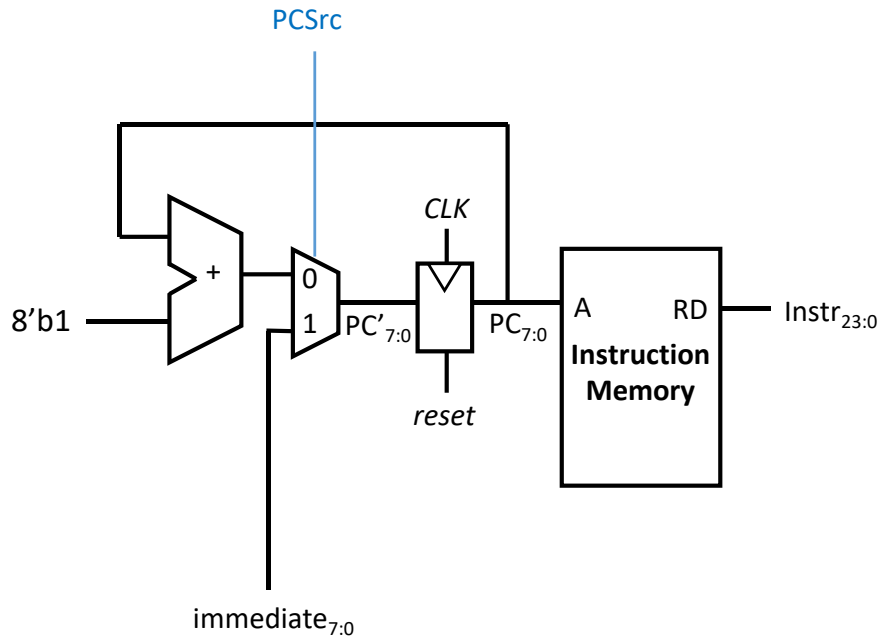 PCSrc
CLK
+
0
8'b1
1
PC'7:0
PC7:0
A
RD
Instr23:0
Instruction
Memory
reset
immediate7:0